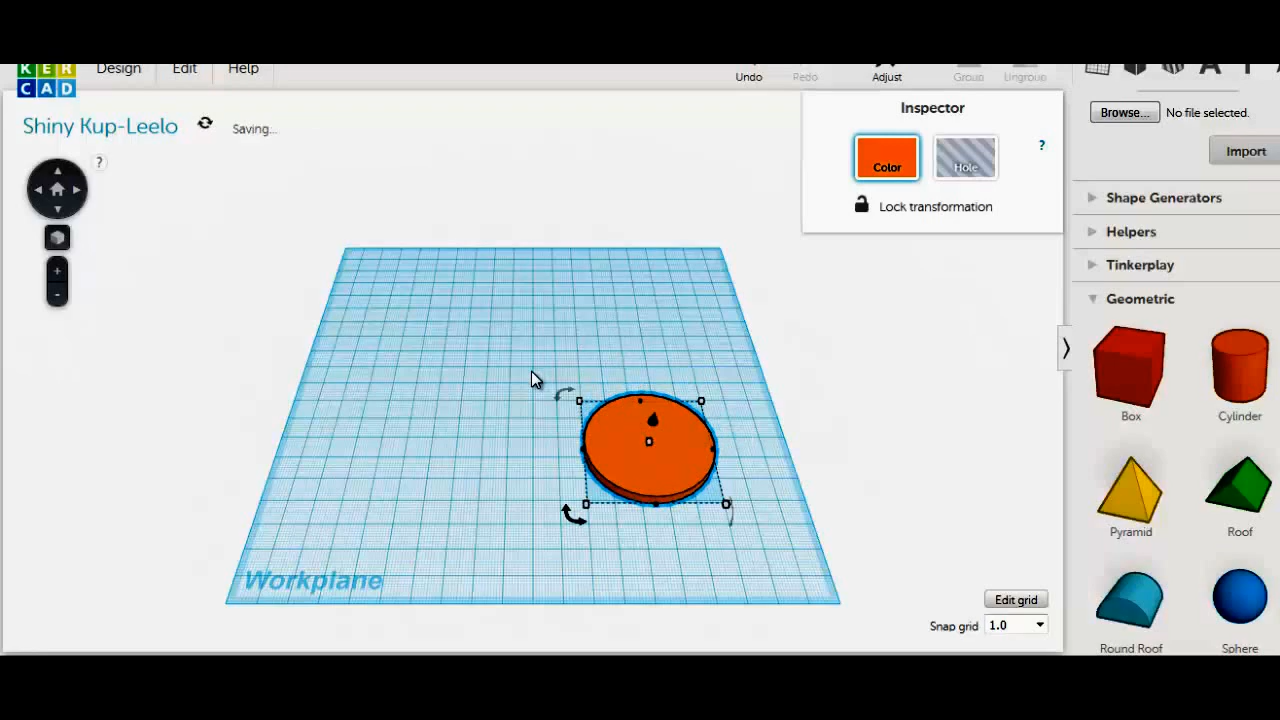 KER
CAD
Design
Edit
Help
Undo
Redo
Adjust
Group
Ungroup
Shiny Kup-Leelo
Saving...
?
Inspector
Color
Hole
?
Lock transformation
Browse...
No file selected.
Import
Shape Generators
Helpers
Tinkerplay
Geometric
Box
Cylinder
Pyramid
Roof
Round Roof
Sphere
Workplane
Edit grid
Snap grid
1.0